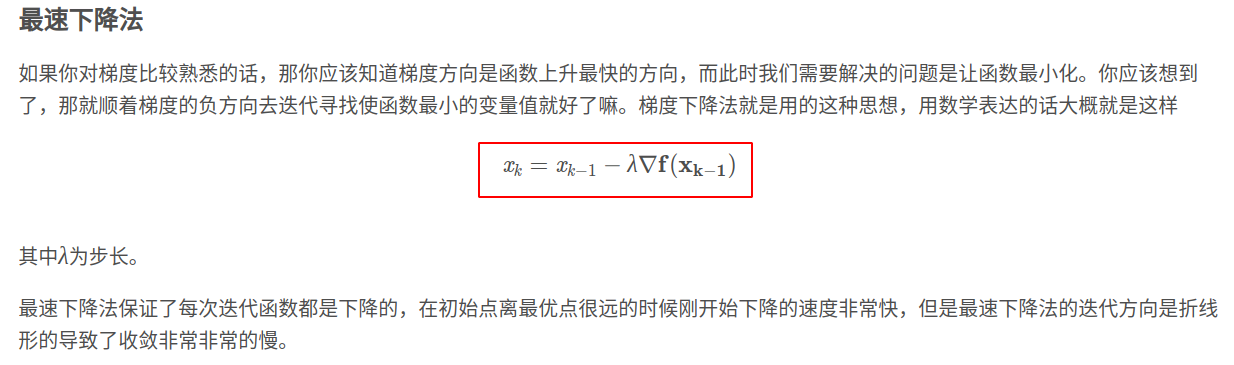 最速下降法
如果你对梯度比较熟悉的话，那你应该知道梯度方向是函数上升最快的方向，而此时我们需要解决的问题是让函数最小化。你应该想到
了，那就顺着梯度的负方向去迭代寻找使函数最小的变量值就好了嘛。梯度下降法就是用的这种思想，用数学表达的话大概就是这样
x_k = x_{k−1} − λ∇f(x_{k−1})
其中λ为步长。
最速下降法保证了每次迭代函数都是下降的，在初始点离最优点很远的时候刚开始下降的速度非常快，但是最速下降法的迭代方向是折线
形的导致了收敛非常非常的慢。